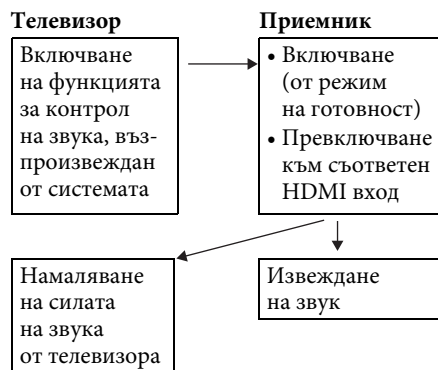 Телевизор
Включване
на функцията
за контрол
на звука, въз-
произвеждан
от системата
Приемник
• Включване
(от режим
на готовност)
• Превключване
към съответен
HDMI вход
Намаляване
на силата
на звука
от телевизора
Извеждане
на звук